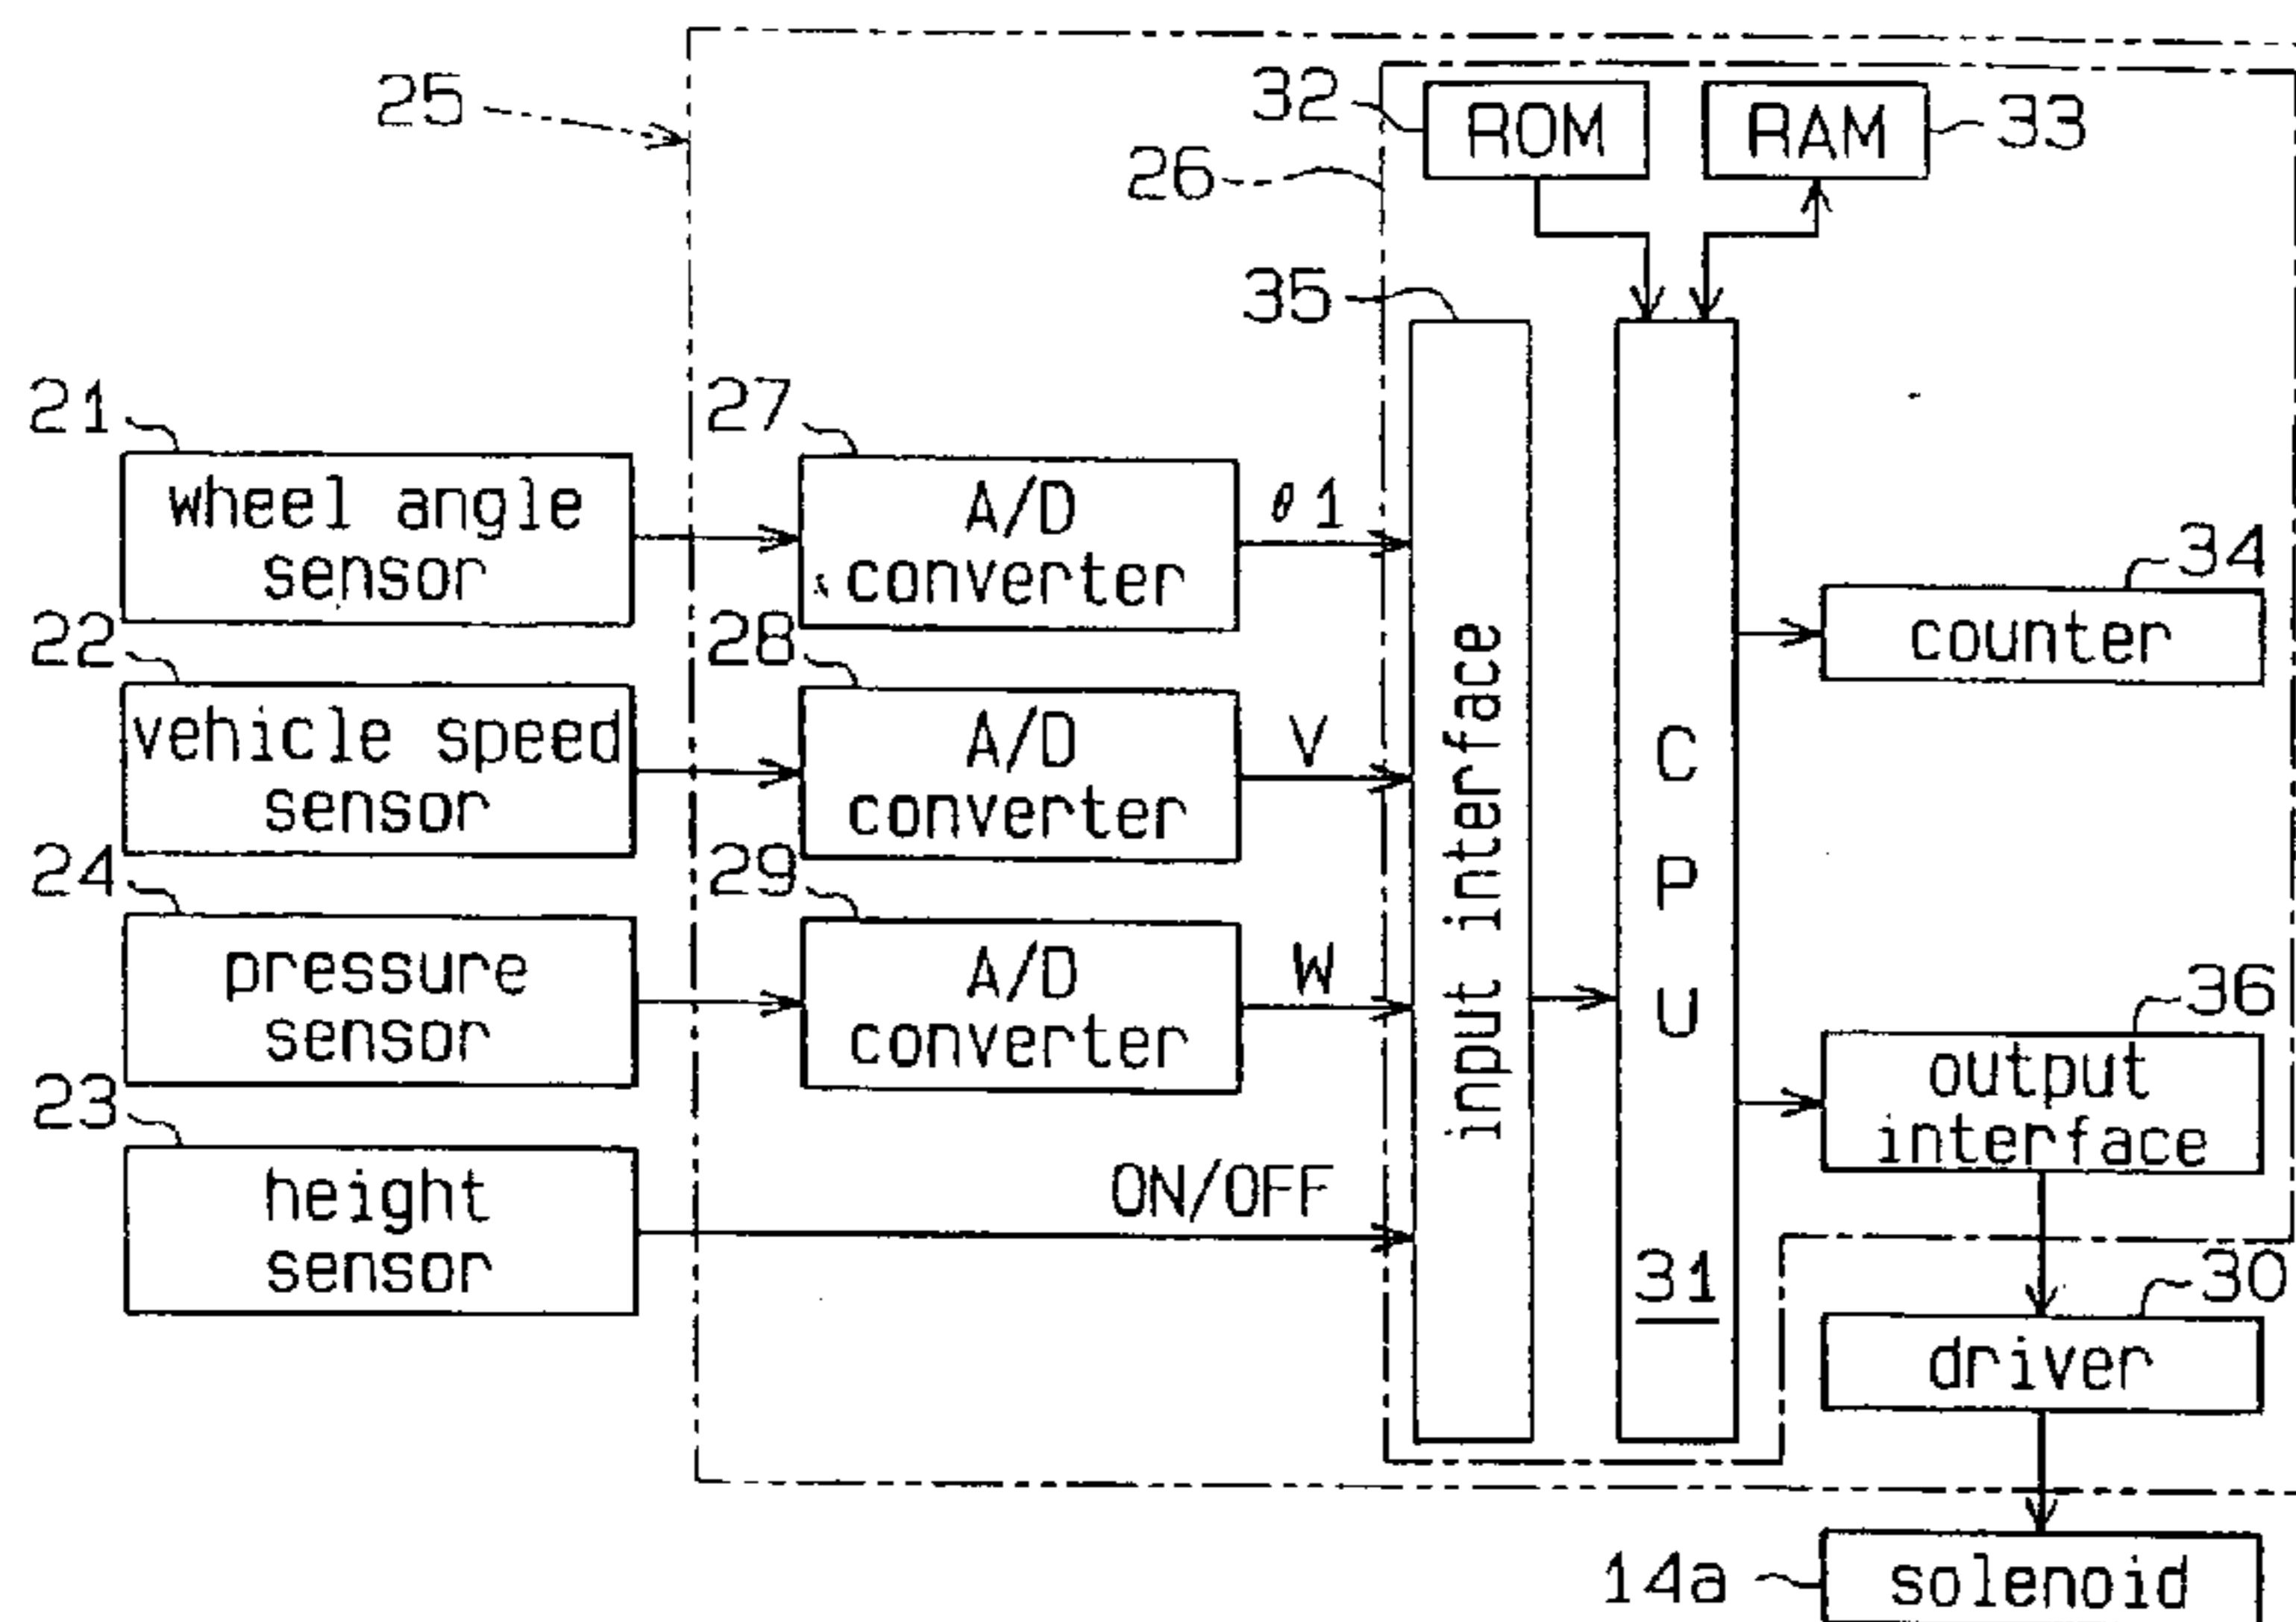 25
32
ROM
RAM
33
26
35
21
27
wheel angle
sensor
A/D
converter
θ1
34
counter
22
28
vehicle speed
sensor
A/D
converter
V
input interface
C
P
U
31
24
29
pressure
sensor
A/D
converter
W
36
output
interface
23
height
sensor
ON/OFF
30
driver
14a
solenoid